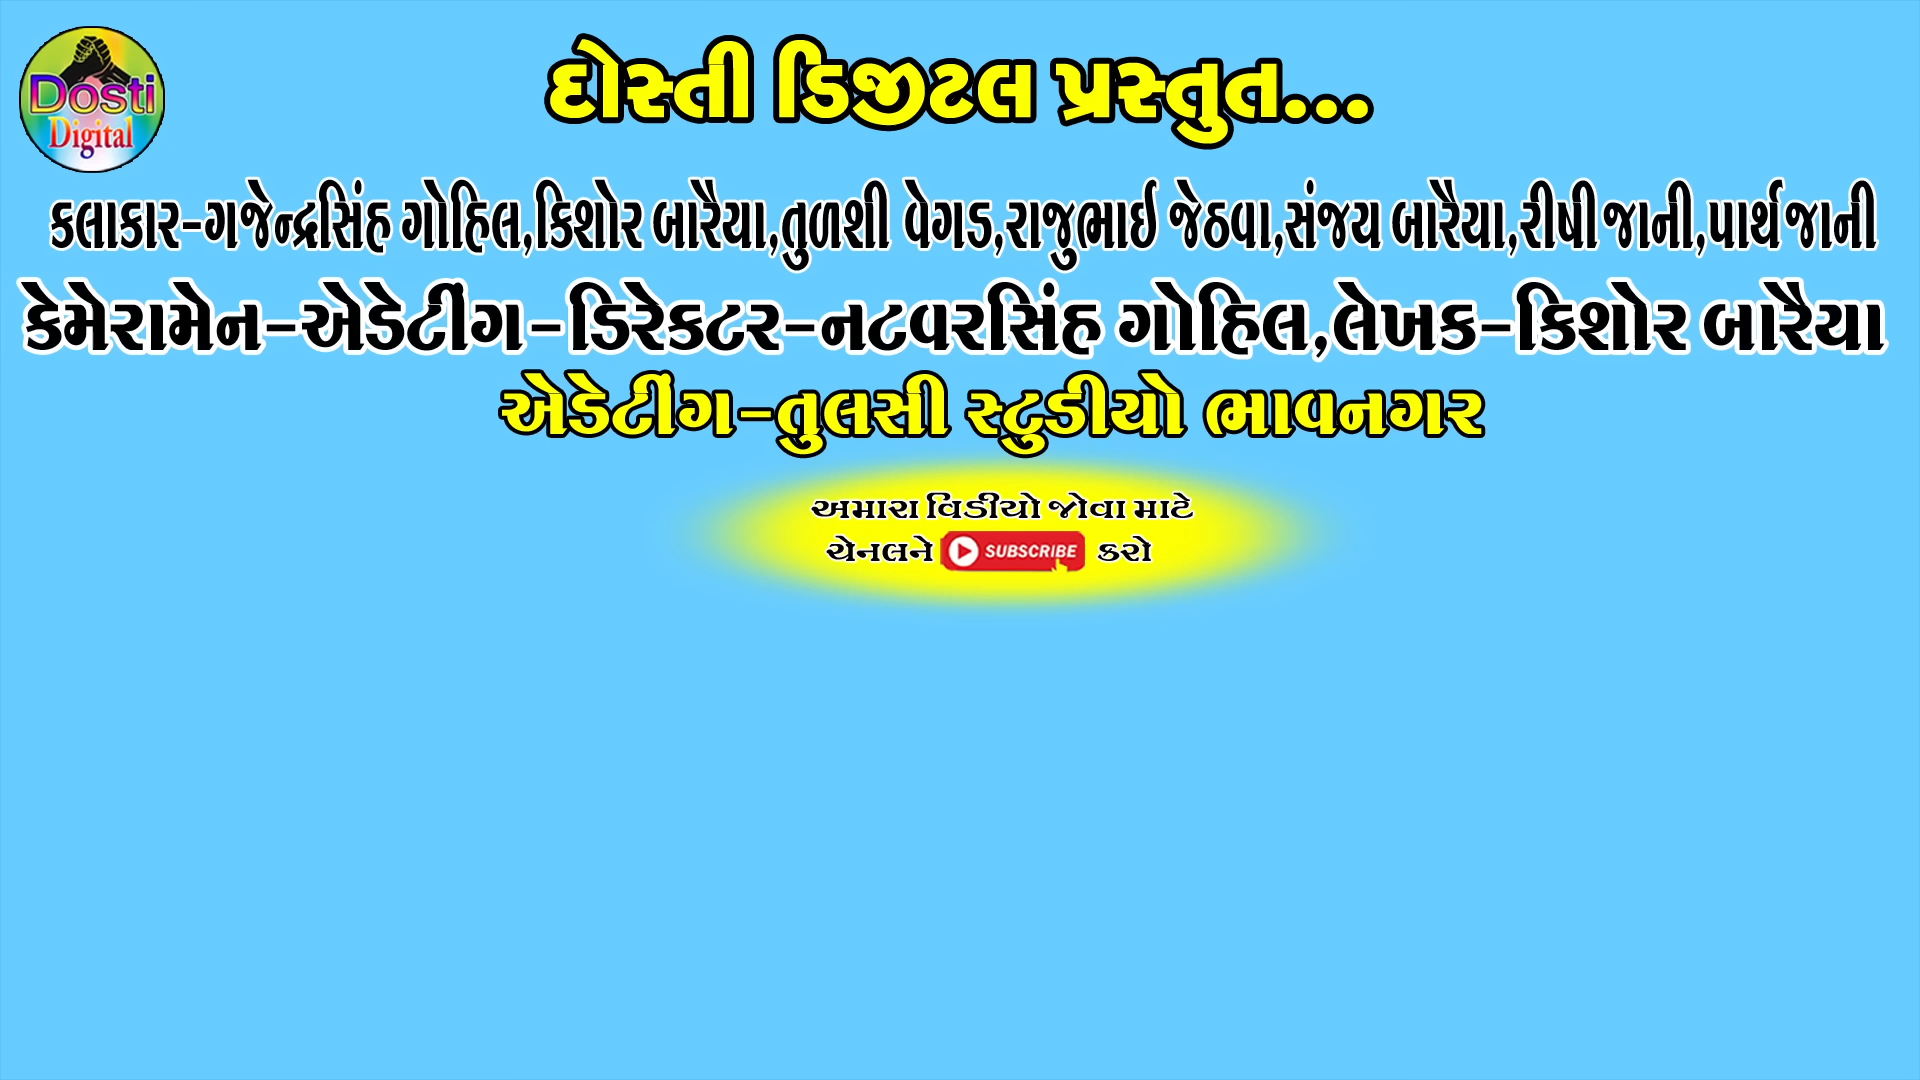 Dosti
Digital
દોસ્તી ડિજીટલ પ્રસ્તુત...
કલાકાર-ગજેન્દ્રસિંહ ગોહિલ,કિશોર બારૈયા,તુળશી વેગડ,રાજુભાઈ જેઠવા,સંજય બારૈયા,રીષી જાની,પાર્થ જાની
કેમેરામેન-એડેટીંગ-ડિરેકટર-નટવરસિંહ ગોહિલ,લેખક-કિશોર બારૈયા
એડેટીંગ-તુલસી સ્ટુડીયો ભાવનગર
અમારા વિડીયો જોવા માટે
ચેનલને SUBSCRIBE કરો